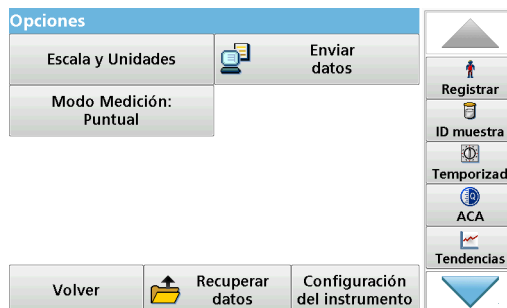 Opciones
Escala y Unidades
Enviar
datos
Modo Medición:
Puntual
Registrar
ID muestra
Temporizad
ACA
Tendencias
Volver
Recuperar
datos
Configuración
del instrumento